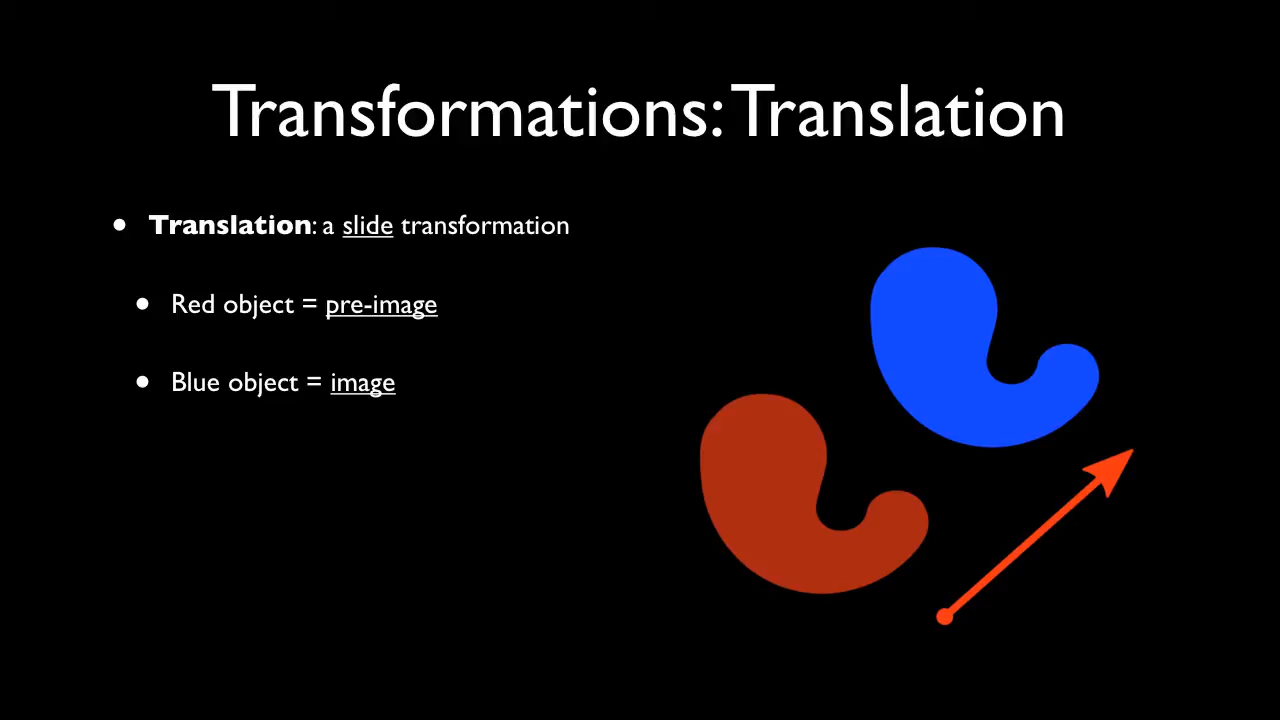 Transformations: Translation
• Translation: a slide transformation
• Red object = pre-image
• Blue object = image